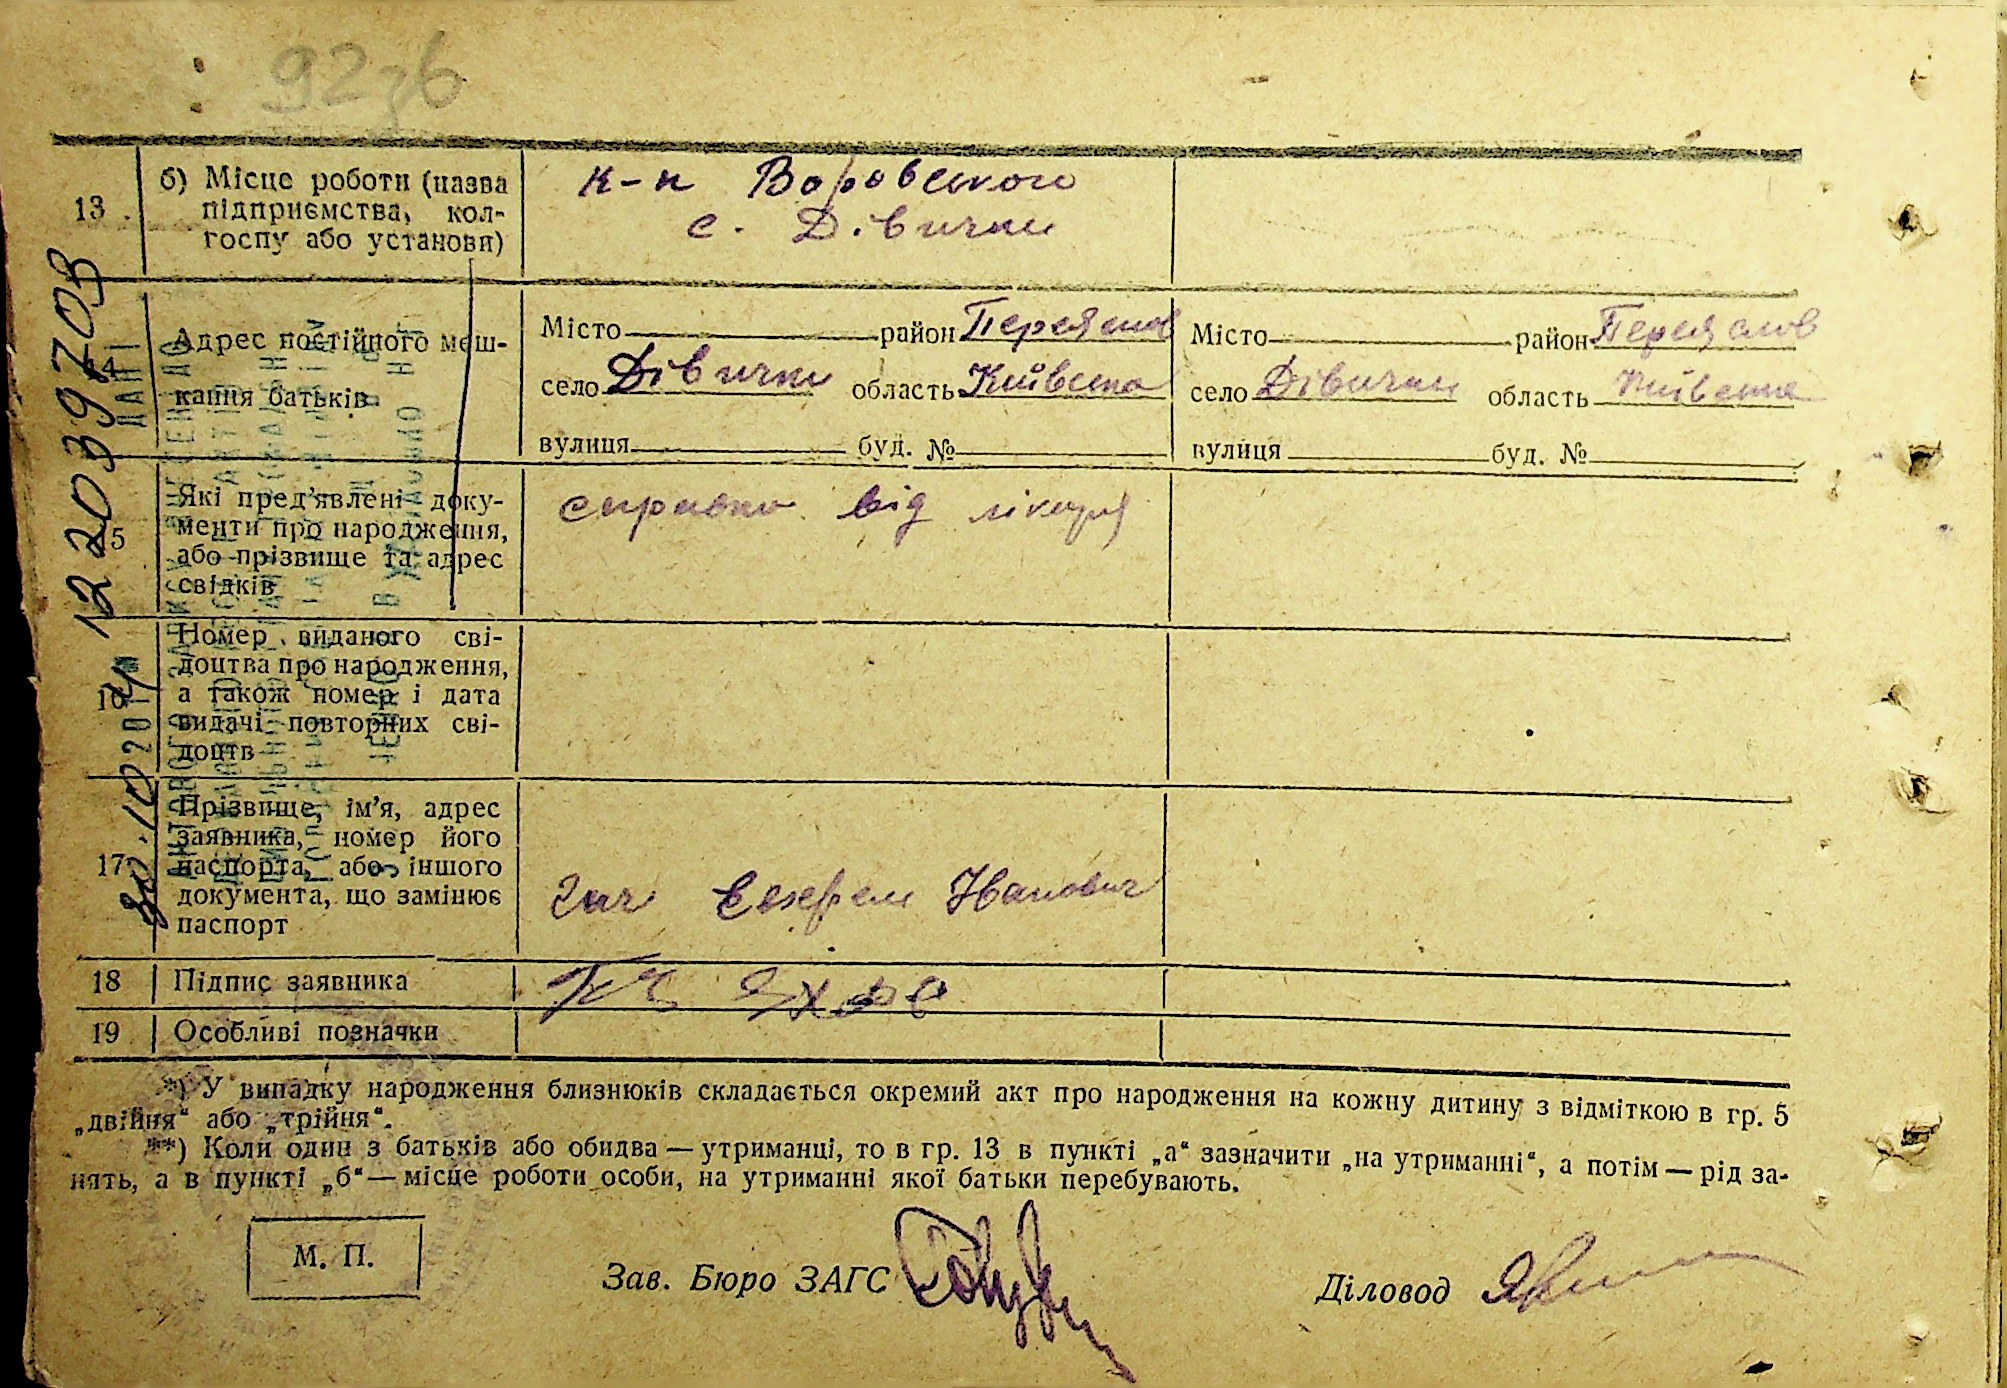 13
б) Місце роботи (назва
підприємства, кол-
госпу або установи)
к-п Воровського
с. Дівички
Адрес постійного меш-
кання батьків
Місто район Переяслов
село Дівички область Київська
вулиця буд. №
Місто район Переяслов
село Дівички область Київська
вулиця буд. №
Які пред’явлені доку-
менти про народження,
або прізвище та адрес
свідків
справка від лікаря
16
Номер виданого сві-
доцтва про народження,
а також номер і дата
видачі повторних сві-
доцтв
17
Прізвище, ім’я, адрес
заявника, номер його
паспорта, або іншого
документа, що замінює
паспорт
Іванович
18 Підпис заявника
19 Особливі позначки
*) У випадку народження близнюків складається окремий акт про народження на кожну дитину з відміткою в гр. 5
„двійня“ або „трійня“.
**) Коли один з батьків або обидва — утриманці, то в гр. 13 в пункті „а“ зазначити „на утриманні“, а потім — рід за-
нять, а в пункті „б“ — місце роботи особи, на утриманні якої батьки перебувають.
М. П.
Зав. Бюро ЗАГС
Діловод
12203970